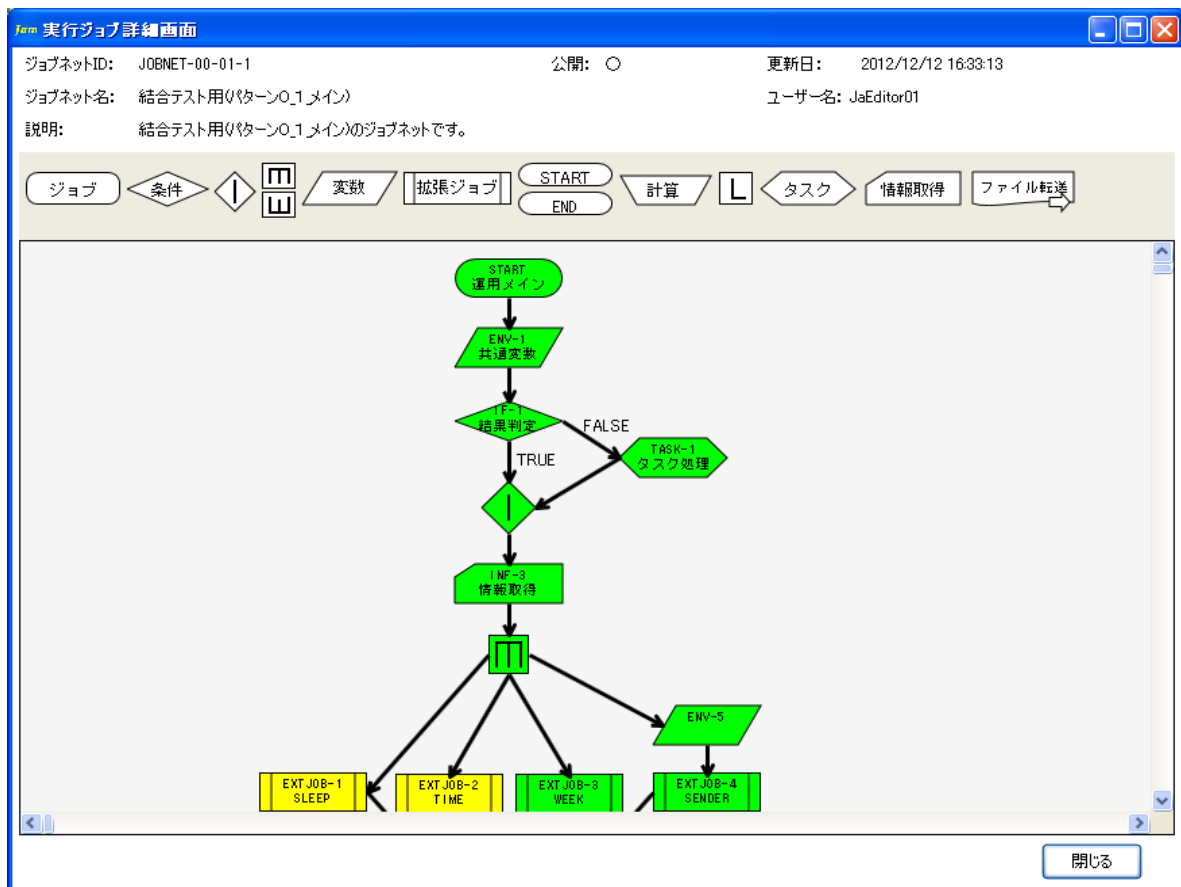 Jam 実行ジョブ詳細画面
ジョブネットID: JOBNET-00-01-1 公開: ○ 更新日: 2012/12/12 16:33:13
ジョブネット名: 結合テスト用(パターン0_1_メイン) ユーザー名: JaEditor01
説明: 結合テスト用(パターン0_1_メイン)のジョブネットです。
ジョブ 条件 変数 拡張ジョブ START END 計算 L タスク 情報取得 ファイル転送
START
運用メイン
ENV-1
共通変数
IF-1
結果判定
FALSE
TASK-1
タスク処理
TRUE
INF-3
情報取得
ENV-5
EXTJOB-1
SLEEP
EXTJOB-2
TIME
EXTJOB-3
WEEK
EXTJOB-4
SENDER
閉じる